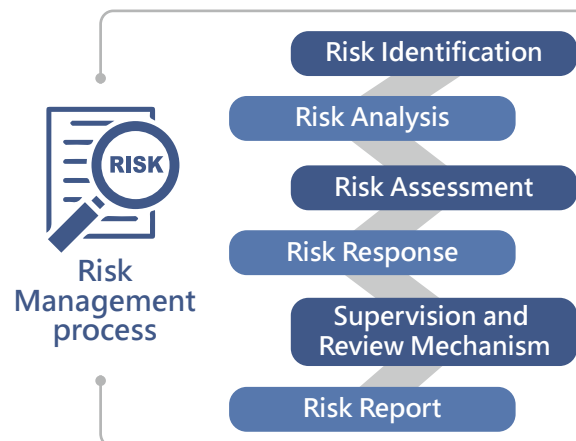 Risk Identification
Risk Analysis
RISK
Risk Assessment
Risk Response
Risk
Management
process
Supervision and
Review Mechanism
Risk Report